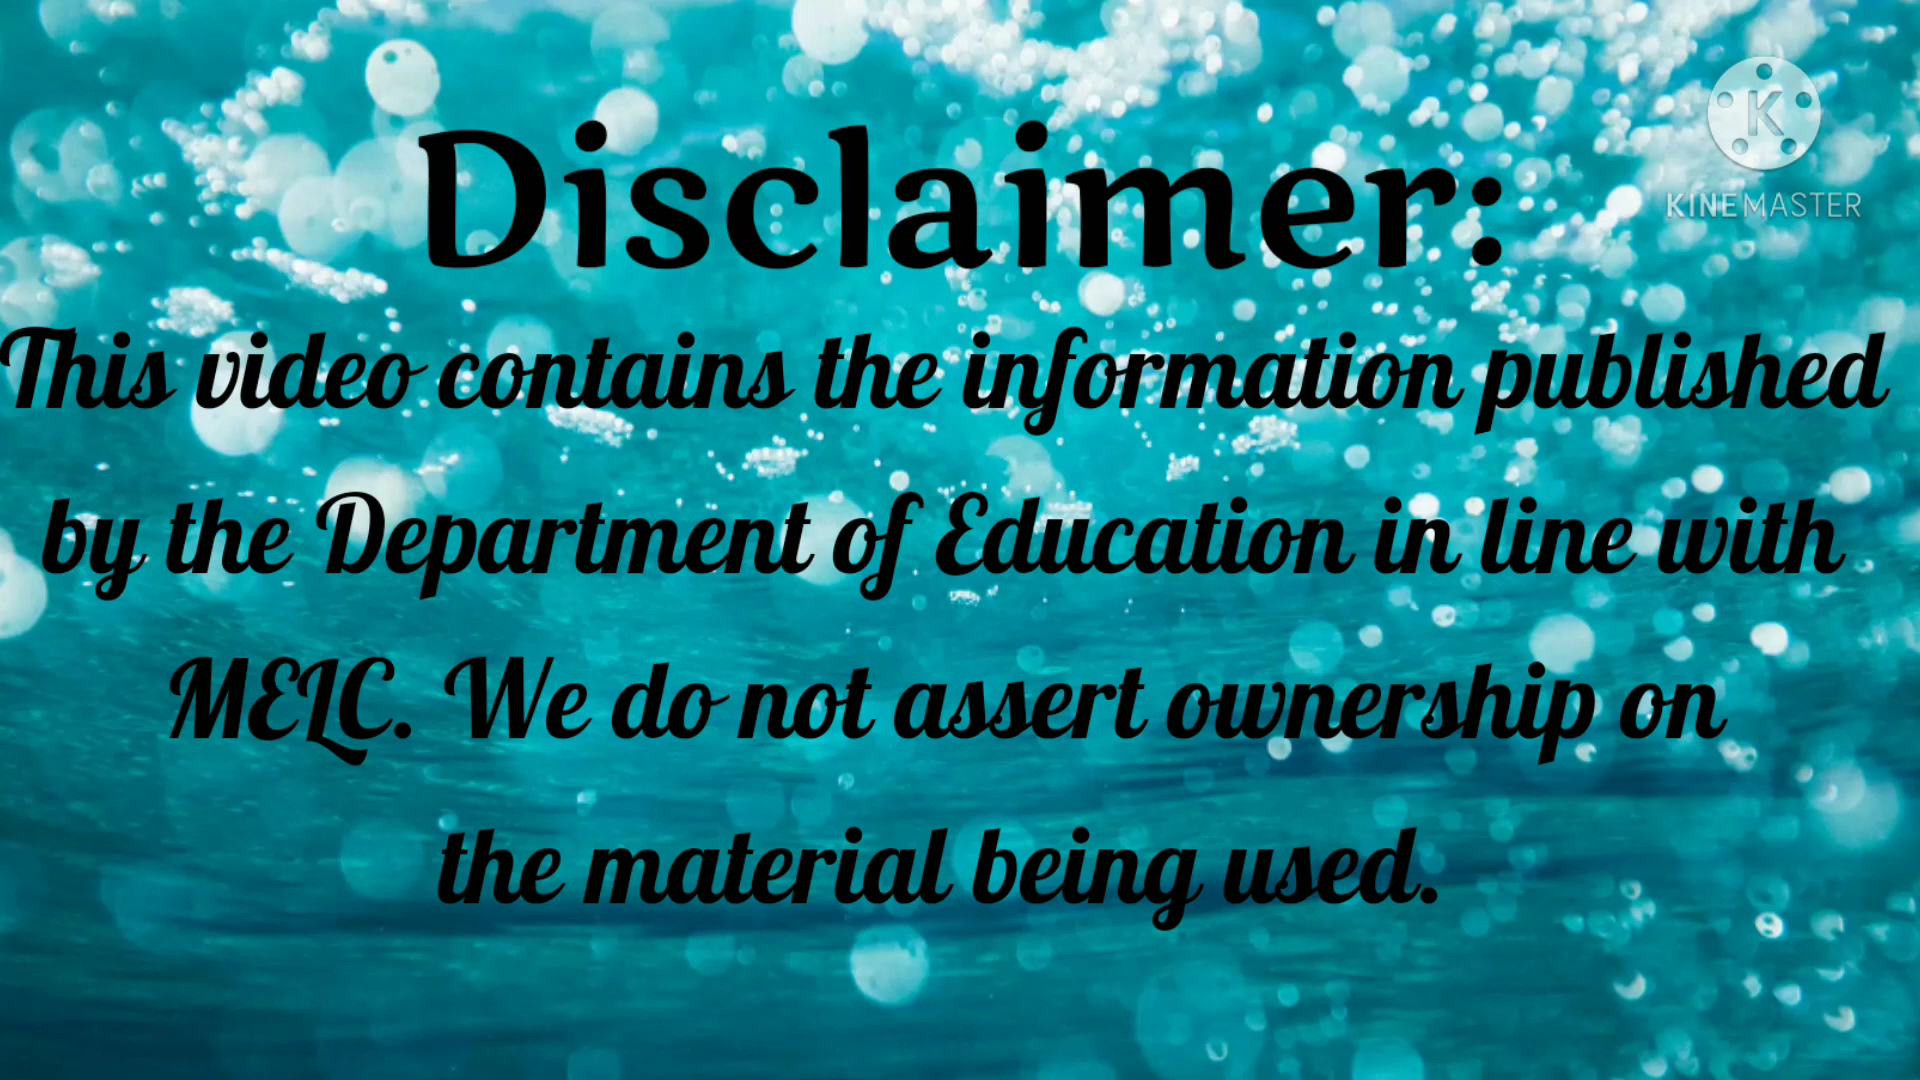 K
KINEMASTER
Disclaimer:
This video contains the information published
by the Department of Education in line with
MELC. We do not assert ownership on
the material being used.